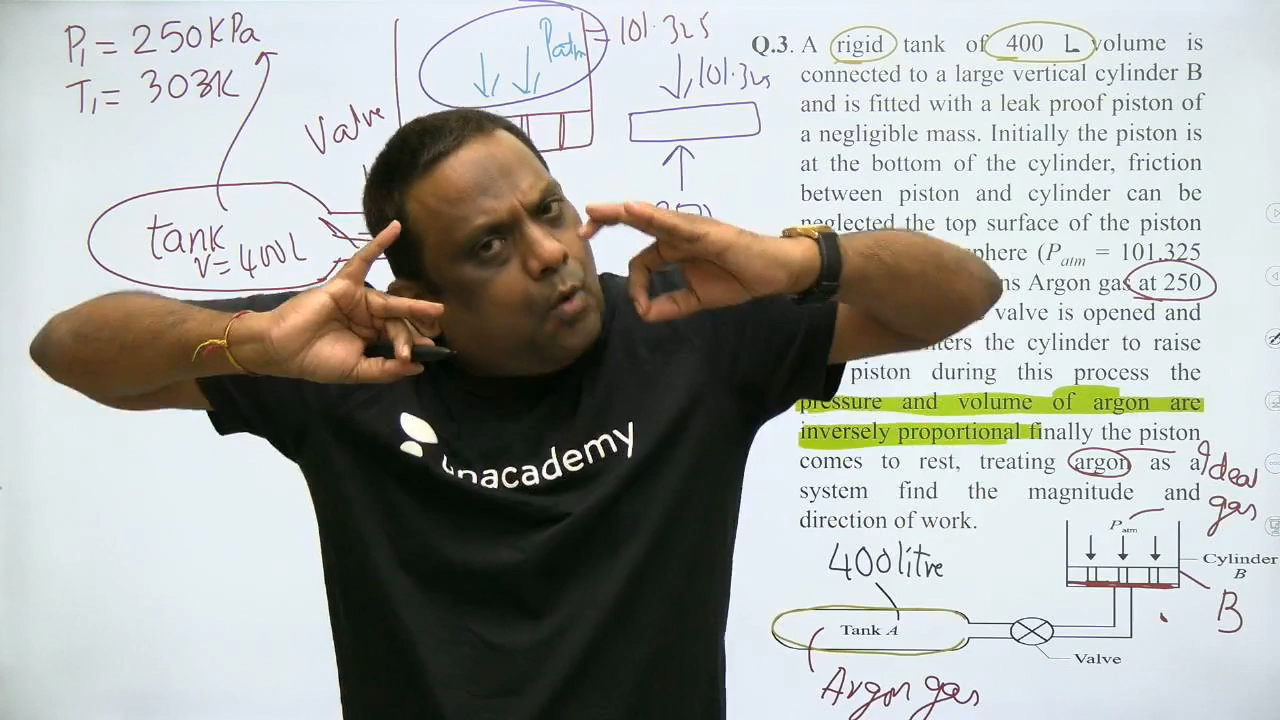 P₁ = 250KPa
T₁ = 303K
Valve
Patm
= 101.325
101.325
tank
V=400L
unacademy
Q.3. A rigid tank of 400 L volume is
connected to a large vertical cylinder B
and is fitted with a leak proof piston of
a negligible mass. Initially the piston is
at the bottom of the cylinder, friction
between piston and cylinder can be
neglected the top surface of the piston
(Patm = 101.325
Argon gas at 250
valve is opened and
the cylinder to raise
piston during this process the
pressure and volume of argon are
inversely proportional finally the piston
comes to rest, treating argon as a
system find the magnitude and
direction of work.
Ideal
gas
400litre
Patm
Cylinder
B
B
Tank A
Valve
Argon gas